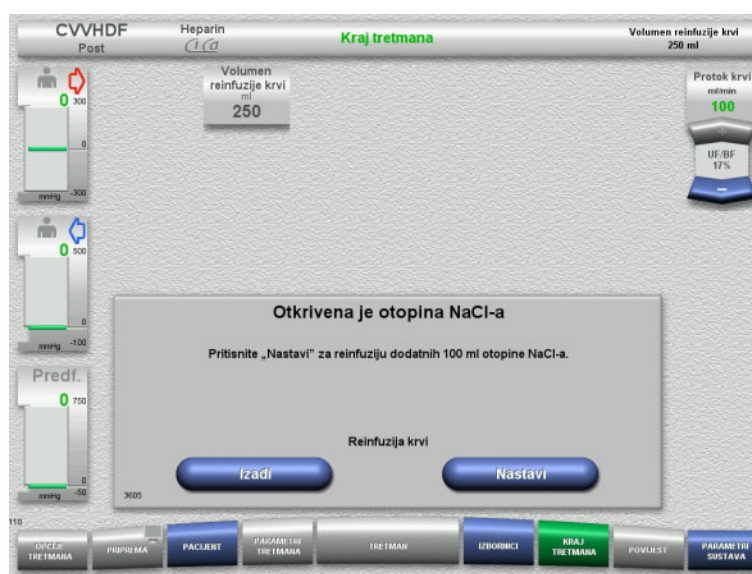 CVVHDF
Post
Heparin
Cica
Kraj tretmana
Volumen reinfuzije krvi
250 ml
0
300
0
-300
mmHg
Volumen
reinfuzije krvi
ml
250
Protok krvi
ml/min
100
+
UF/BF
17%
–
0
500
0
-100
mmHg
Predf.
0
750
0
-50
mmHg
Otkrivena je otopina NaCl-a
Pritisnite „Nastavi” za reinfuziju dodatnih 100 ml otopine NaCl-a.
Reinfuzija krvi
Izađi
Nastavi
3605
110
OPCIJE
TRETMANA
PRIPREMA
PACIJENT
PARAMETRI
TRETMANA
TRETMAN
IZBORNICI
KRAJ
TRETMANA
POVIJEST
PARAMETRI
SUSTAVA